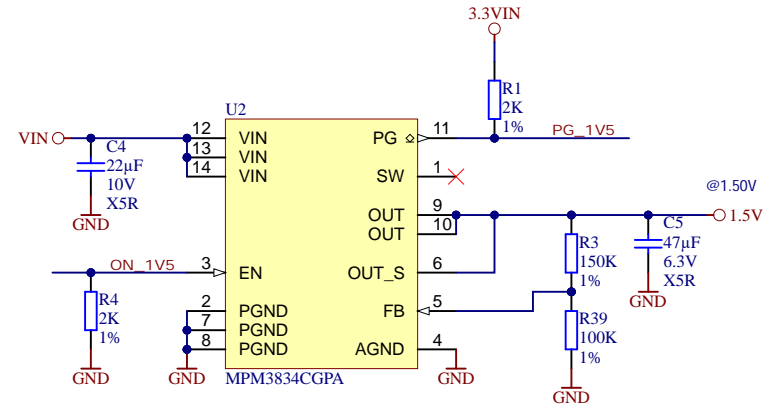 3.3VIN
R1
2K
1%
U2
VIN
C4
22µF
10V
X5R
GND
12
13
14
VIN
VIN
VIN
PG
11
PG_1V5
SW
1
@1.50V
OUT
9
OUT
10
1.5V
C5
47µF
6.3V
X5R
GND
R3
150K
1%
ON_1V5
3
EN
OUT_S
6
R4
2K
1%
GND
2
7
8
PGND
PGND
PGND
FB
5
R39
100K
1%
GND
AGND
4
GND
GND
MPM3834CGPA